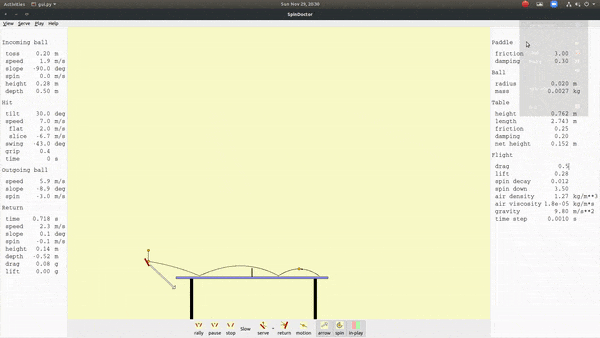 Activities
goi.py
Sun Nov 29, 20:30
SpinDoctor
View Serve Play Help
Incoming ball
toss 0.20 m
speed 1.9 m/s
slope -90.0 deg
spin 0.0 m/s
height 0.28 m
depth 0.50 m
Hit
tilt 30.0 deg
speed 7.0 m/s
flat 2.0 m/s
slice -6.7 m/s
swing -43.0 deg
grip 0.4
time 0 s
Outgoing ball
speed 5.9 m/s
slope -8.9 deg
spin -3.0 m/s
Return
time 0.718 s
speed 2.3 m/s
slope 0.1 deg
spin -0.1 m/s
height 0.14 m
depth -0.52 m
drag 0.08 g
lift 0.00 g
Paddle
friction 3.00
damping 0.30
Ball
radius 0.020 m
mass 0.0027 kg
Table
height 0.762 m
length 2.743 m
friction 0.25
damping 0.20
net height 0.152 m
Flight
drag 0.5
lift 0.28
spin decay 0.012
spin down 3.50
air density 1.27 kg/m**3
air viscosity 1.8e-05 kg/m*s
gravity 9.80 m/s**2
time step 0.0010 s
rally pause stop Slow serve return motion arrow spin in-play